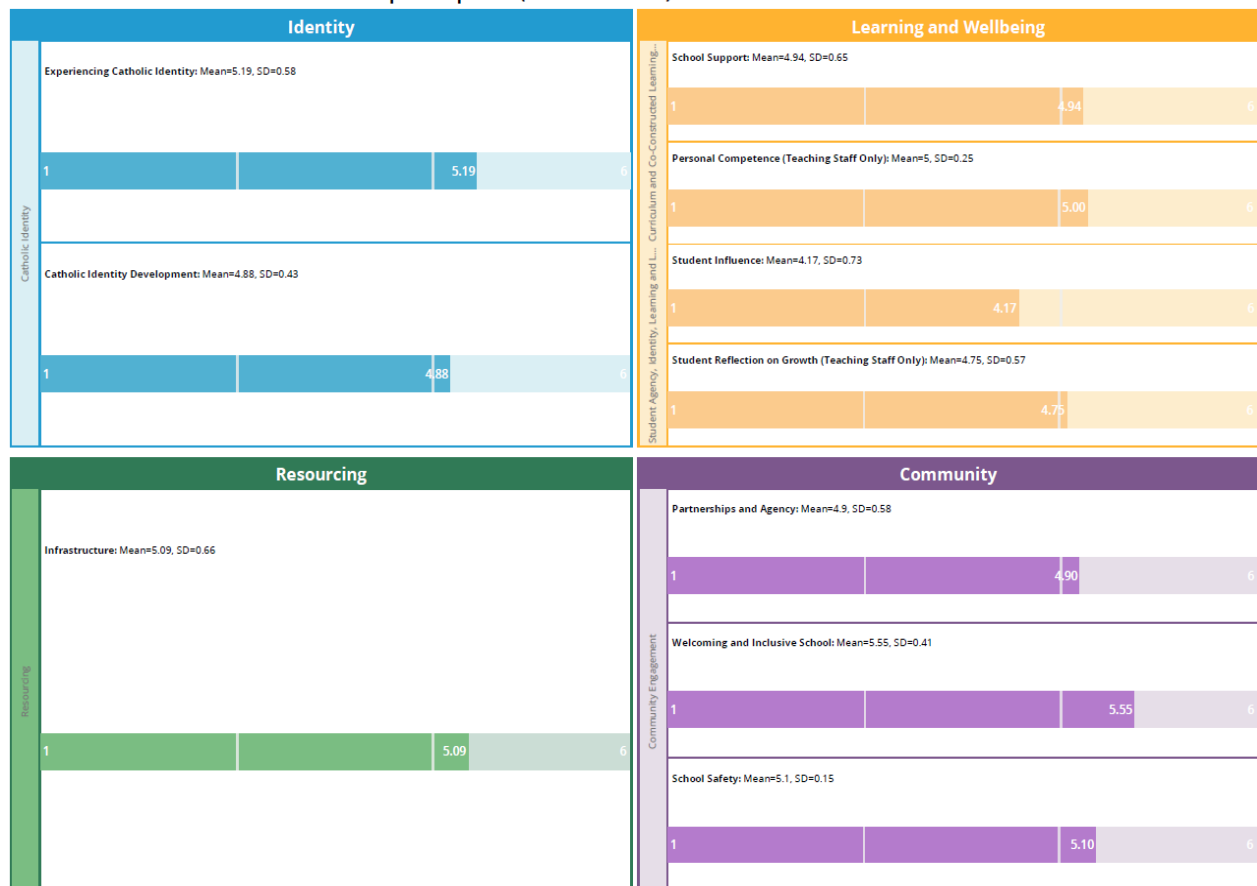 Identity
Catholic Identity
Experiencing Catholic Identity: Mean=5.19, SD=0.58
1 5.19 6
Catholic Identity Development: Mean=4.88, SD=0.43
1 4.88 6
Learning and Wellbeing
Curriculum and Co-Constructed Learning...
School Support: Mean=4.94, SD=0.65
1 4.94 6
Personal Competence (Teaching Staff Only): Mean=5, SD=0.25
1 5.00 6
Student Agency, Identity, Learning and L...
Student Influence: Mean=4.17, SD=0.73
1 4.17 6
Student Reflection on Growth (Teaching Staff Only): Mean=4.75, SD=0.57
1 4.75 6
Resourcing
Resourcing
Infrastructure: Mean=5.09, SD=0.66
1 5.09 6
Community
Community Engagement
Partnerships and Agency: Mean=4.9, SD=0.58
1 4.90 6
Welcoming and Inclusive School: Mean=5.55, SD=0.41
1 5.55 6
School Safety: Mean=5.1, SD=0.15
1 5.10 6